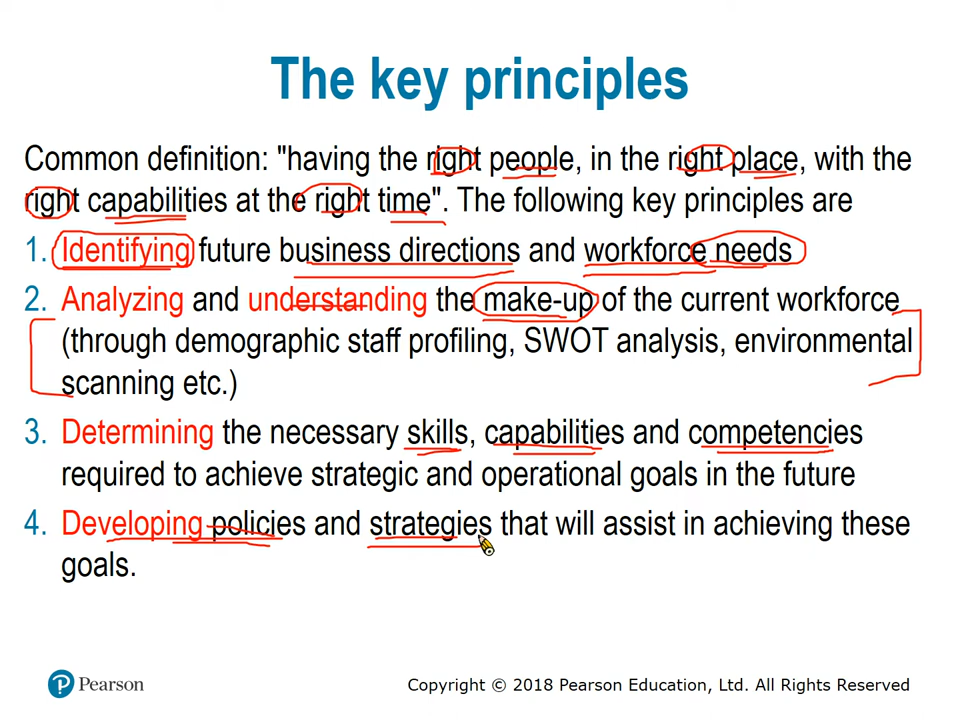 The key principles
Common definition: "having the right people, in the right place, with the
right capabilities at the right time". The following key principles are
1. Identifying future business directions and workforce needs
2. Analyzing and understanding the make-up of the current workforce
(through demographic staff profiling, SWOT analysis, environmental
scanning etc.)
3. Determining the necessary skills, capabilities and competencies
required to achieve strategic and operational goals in the future
4. Developing policies and strategies that will assist in achieving these
goals.
P Pearson
Copyright © 2018 Pearson Education, Ltd. All Rights Reserved